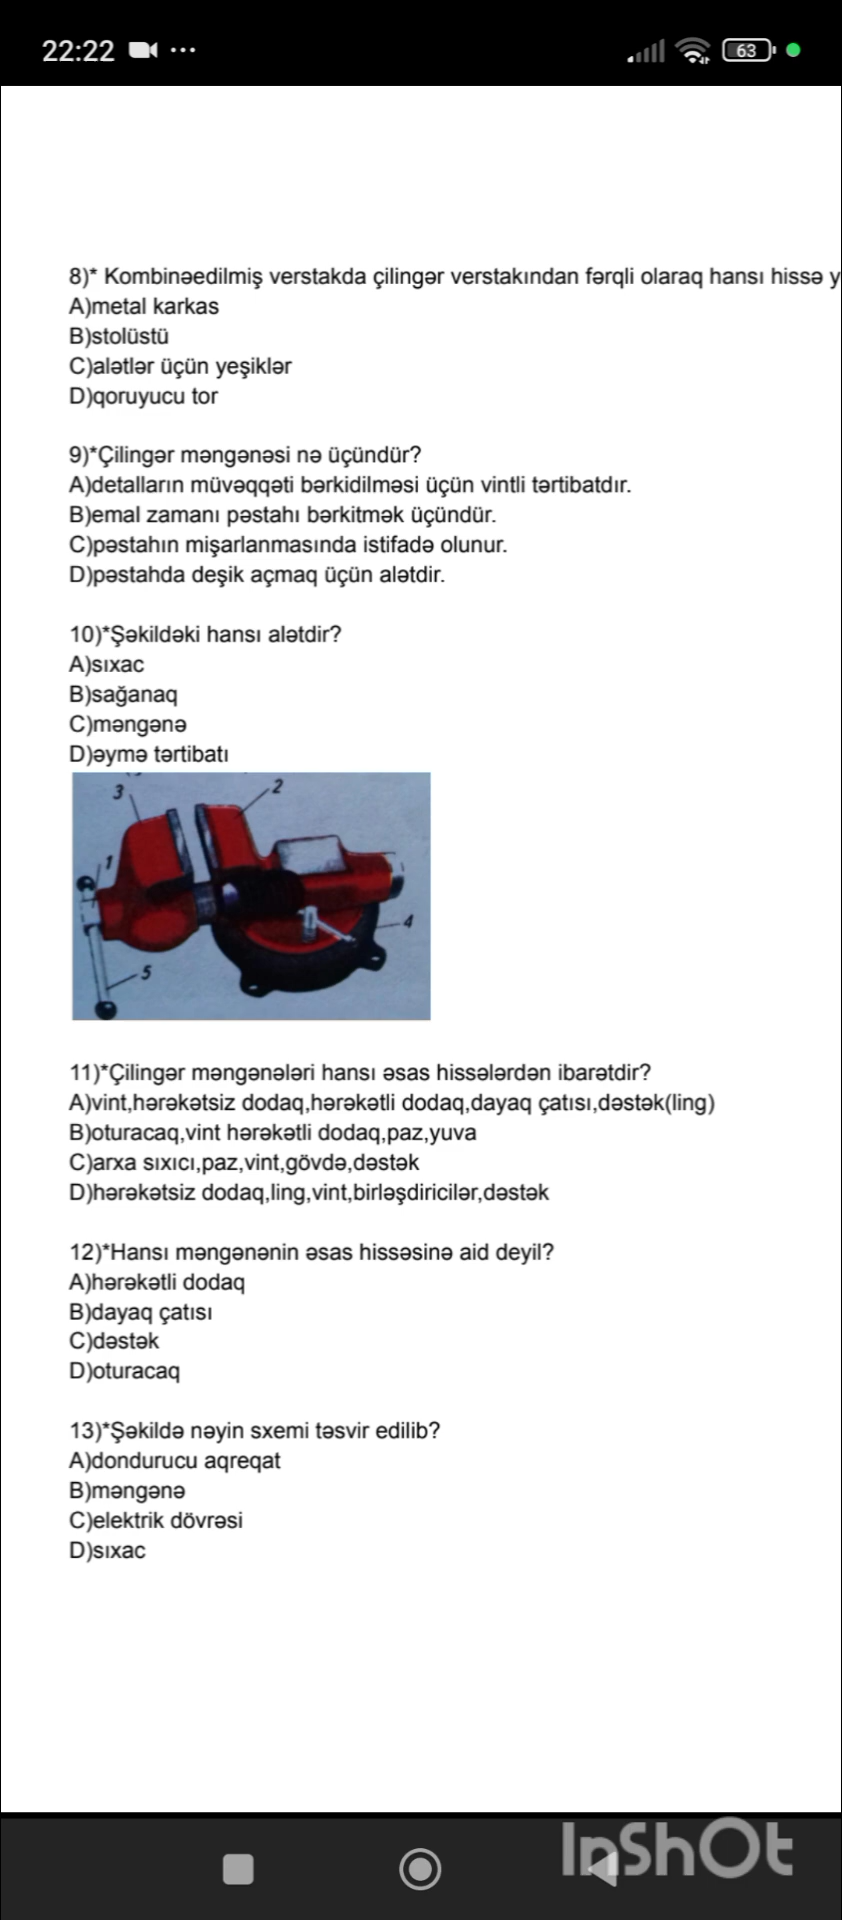 22:22
63
8)* Kombinəedilmiş verstakda çilingər verstakından fərqli olaraq hansı hissə y
A)metal karkas
B)stolüstü
C)alətlər üçün yeşiklər
D)qoruyucu tor
9)*Çilingər məngənəsi nə üçündür?
A)detalların müvəqqəti bərkidilməsi üçün vintli tərtibatdır.
B)emal zamanı pəstahı bərkitmək üçündür.
C)pəstahın mişarlanmasında istifadə olunur.
D)pəstahda deşik açmaq üçün alətdir.
10)*Şəkildəki hansı alətdir?
A)sıxac
B)sağanaq
C)məngənə
D)əymə tərtibatı
3
2
1
4
5
11)*Çilingər məngənələri hansı əsas hissələrdən ibarətdir?
A)vint,hərəkətsiz dodaq,hərəkətli dodaq,dayaq çatısı,dəstək(ling)
B)oturacaq,vint hərəkətli dodaq,paz,yuva
C)arxa sıxıcı,paz,vint,gövdə,dəstək
D)hərəkətsiz dodaq,ling,vint,birləşdiricilər,dəstək
12)*Hansı məngənənin əsas hissəsinə aid deyil?
A)hərəkətli dodaq
B)dayaq çatısı
C)dəstək
D)oturacaq
13)*Şəkildə nəyin sxemi təsvir edilib?
A)dondurucu aqreqat
B)məngənə
C)elektrik dövrəsi
D)sıxac
InShOt